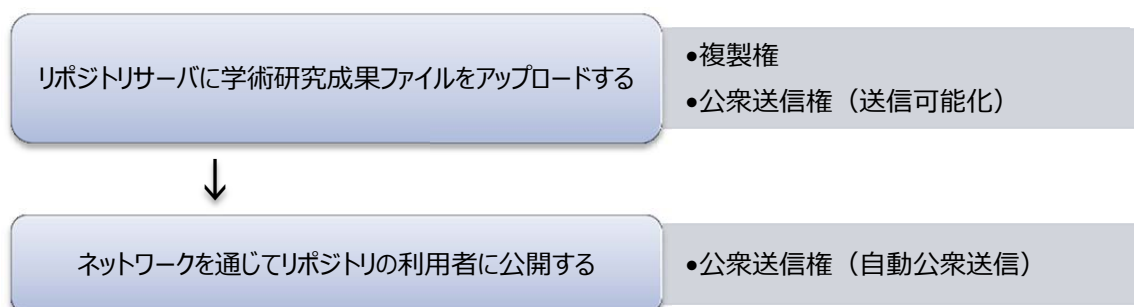 リポジトリサーバに学術研究成果ファイルをアップロードする
•複製権
•公衆送信権（送信可能化）
↓
ネットワークを通じてリポジトリの利用者に公開する
•公衆送信権（自動公衆送信）